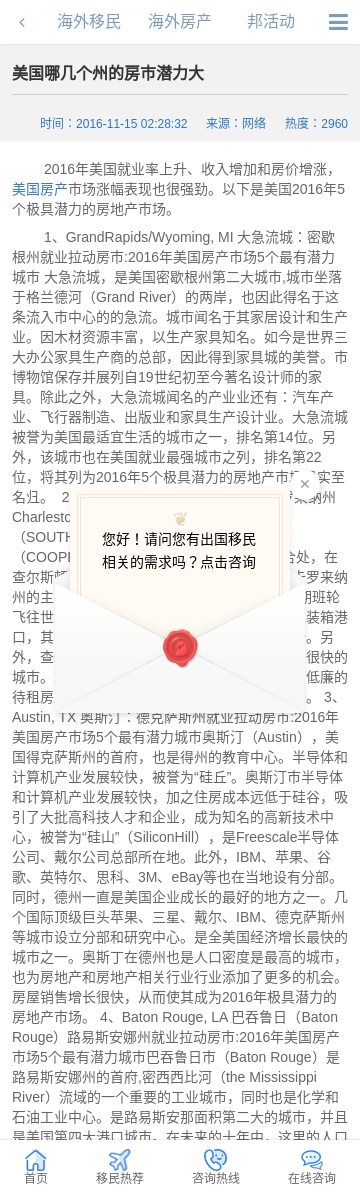 海外移民 海外房产 邦活动
美国哪几个州的房市潜力大
时间：2016-11-15 02:28:32 来源：网络 热度：2960
2016年美国就业率上升、收入增加和房价增涨，
美国房产市场涨幅表现也很强劲。以下是美国2016年5
个极具潜力的房地产市场。
1、GrandRapids/Wyoming, MI 大急流城：密歇
根州就业拉动房市:2016年美国房产市场5个最有潜力
城市 大急流城，是美国密歇根州第二大城市,城市坐落
于格兰德河（Grand River）的两岸，也因此得名于这
条流入市中心的的急流。城市闻名于其家居设计和生产
业。因木材资源丰富，以生产家具知名。如今是世界三
大办公家具生产商的总部，因此得到家具城的美誉。市
博物馆保存并展列自19世纪初至今著名设计师的家
具。除此之外，大急流城闻名的产业业还有：汽车产
业、飞行器制造、出版业和家具生产设计业。大急流城
被誉为美国最适宜生活的城市之一，排名第14位。另
外，该城市也在美国就业最强城市之列，排名第22
位，将其列为2016年5个极具潜力的房地产市场
实至
名归。 2
莱纳州
Charlesto
（SOUTH
（COOPE
合处，在
查尔斯顿
卡罗来纳
州的主
班轮
飞往世
装箱港
口，其
。另
外，查
很快的
城市。
低廉的
待租房
。 3、
Austin, TX 奥斯汀：德克萨斯州就业拉动房市:2016年
美国房产市场5个最有潜力城市奥斯汀（Austin），美
国得克萨斯州的首府，也是得州的教育中心。半导体和
计算机产业发展较快，被誉为“硅丘”。奥斯汀市半导体
和计算机产业发展较快，加之住房成本远低于硅谷，吸
引了大批高科技人才和企业，成为知名的高新技术中
心，被誉为“硅山”（SiliconHill），是Freescale半导体
公司、戴尔公司总部所在地。此外，IBM、苹果、谷
歌、英特尔、思科、3M、eBay等也在当地设有分部。
同时，德州一直是美国企业成长的最好的地方之一。几
个国际顶级巨头苹果、三星、戴尔、IBM、德克萨斯州
等城市设立分部和研究中心。是全美国经济增长最快的
城市之一。奥斯丁在德州也是人口密度是最高的城市，
也为房地产和房地产相关行业行业添加了更多的机会。
房屋销售增长很快，从而使其成为2016年极具潜力的
房地产市场。 4、Baton Rouge, LA 巴吞鲁日（Baton
Rouge）路易斯安娜州就业拉动房市:2016年美国房产
市场5个最有潜力城市巴吞鲁日市（Baton Rouge）是
路易斯安娜州的首府,密西西比河（the Mississippi
River）流域的一个重要的工业城市，同时也是化学和
石油工业中心。是路易斯安那面积第二大的城市，并且
是美国第四大港口城市。在未来的十年中，这里的人口
您好！请问您有出国移民
相关的需求吗？点击咨询
首页 移民热荐 咨询热线 在线咨询